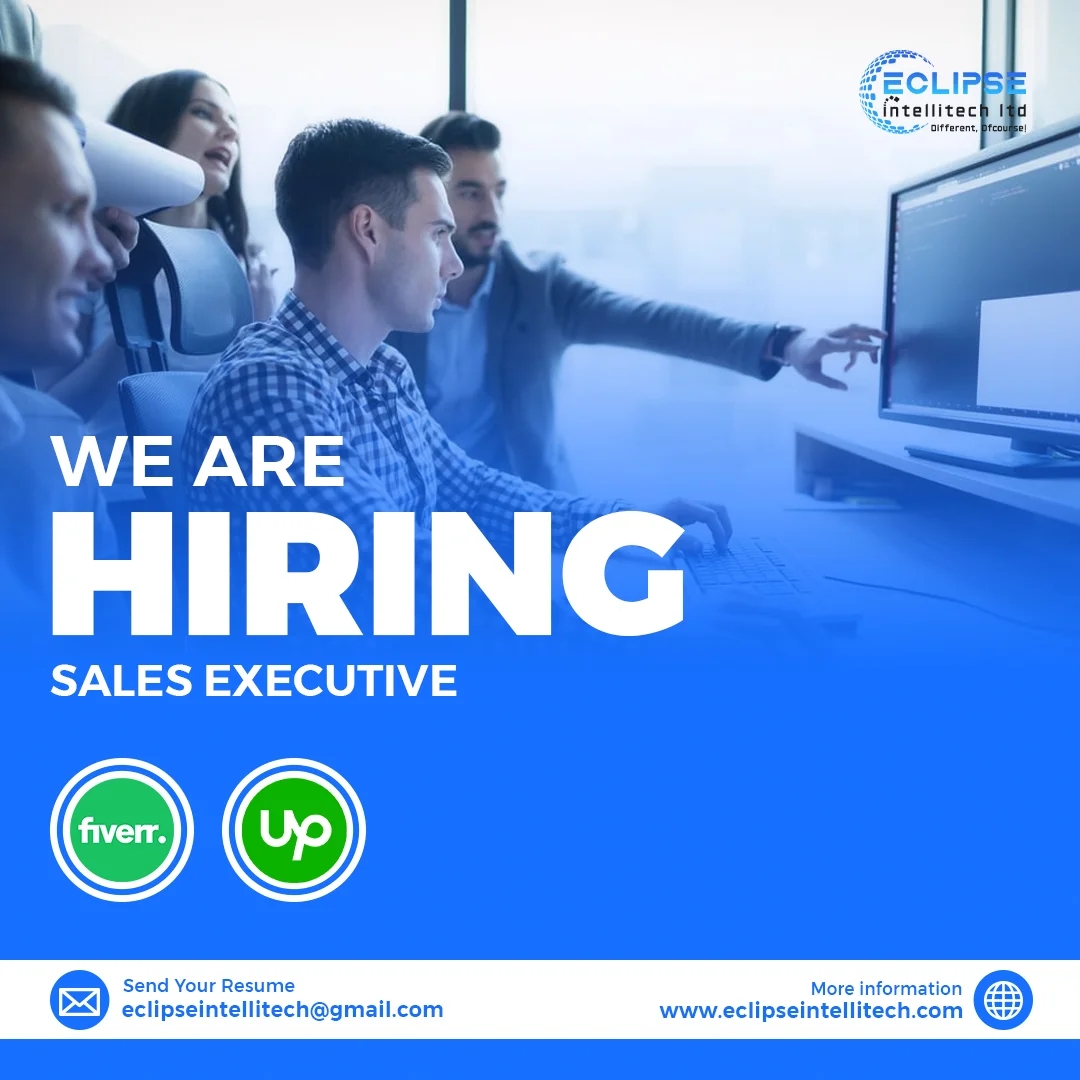 ECLIPSE
intellitech ltd
Different, Ofcourse!
WE ARE
HIRING
SALES EXECUTIVE
fiverr.
up
Send Your Resume
eclipseintellitech@gmail.com
More information
www.eclipseintellitech.com